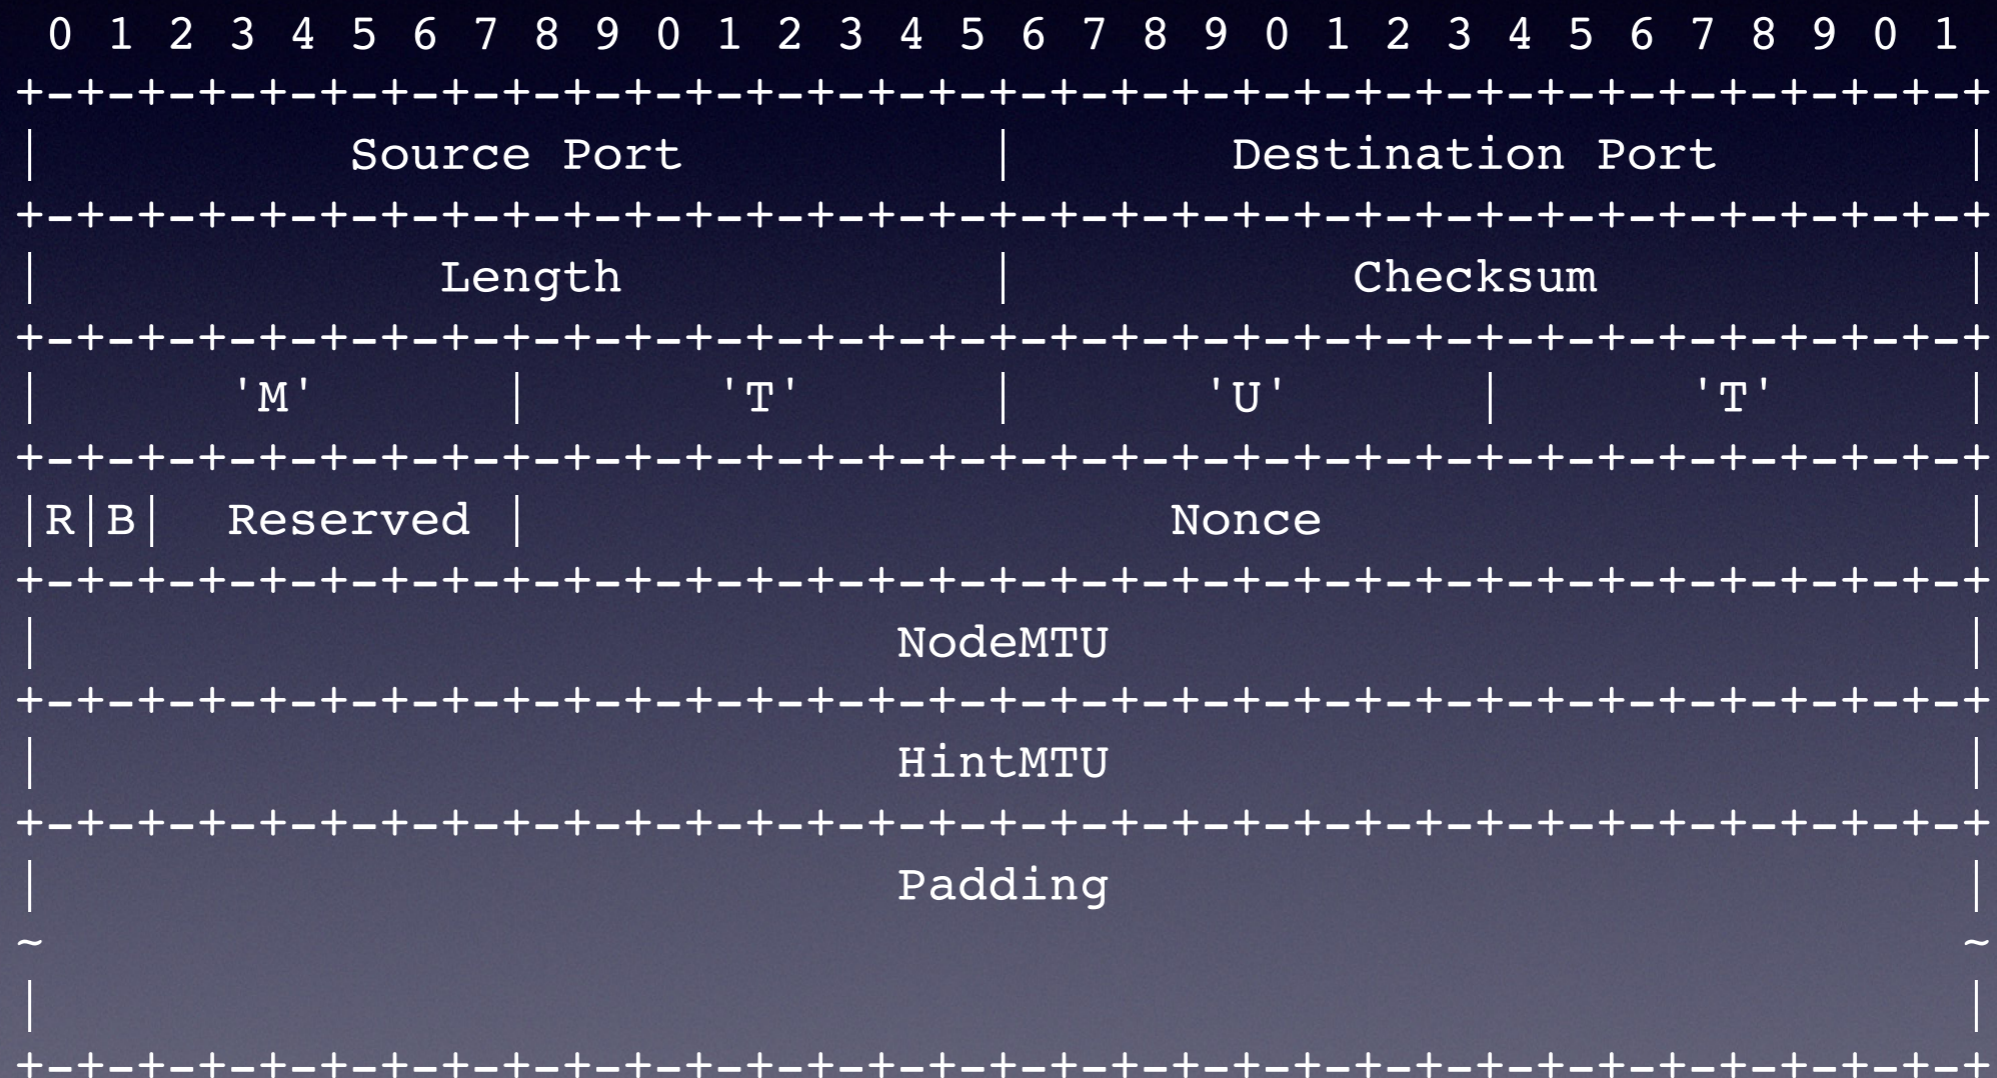 0 1 2 3 4 5 6 7 8 9 0 1 2 3 4 5 6 7 8 9 0 1 2 3 4 5 6 7 8 9 0 1
+-+-+-+-+-+-+-+-+-+-+-+-+-+-+-+-+-+-+-+-+-+-+-+-+-+-+-+-+-+-+-+-+
|          Source Port          |       Destination Port        |
+-+-+-+-+-+-+-+-+-+-+-+-+-+-+-+-+-+-+-+-+-+-+-+-+-+-+-+-+-+-+-+-+
|             Length            |           Checksum            |
+-+-+-+-+-+-+-+-+-+-+-+-+-+-+-+-+-+-+-+-+-+-+-+-+-+-+-+-+-+-+-+-+
|      'M'      |      'T'      |      'U'      |      'T'      |
+-+-+-+-+-+-+-+-+-+-+-+-+-+-+-+-+-+-+-+-+-+-+-+-+-+-+-+-+-+-+-+-+
|R|B|  Reserved |                     Nonce                     |
+-+-+-+-+-+-+-+-+-+-+-+-+-+-+-+-+-+-+-+-+-+-+-+-+-+-+-+-+-+-+-+-+
|                            NodeMTU                            |
+-+-+-+-+-+-+-+-+-+-+-+-+-+-+-+-+-+-+-+-+-+-+-+-+-+-+-+-+-+-+-+-+
|                            HintMTU                            |
+-+-+-+-+-+-+-+-+-+-+-+-+-+-+-+-+-+-+-+-+-+-+-+-+-+-+-+-+-+-+-+-+
|                            Padding                            |
~                                                               ~
|                                                               |
+-+-+-+-+-+-+-+-+-+-+-+-+-+-+-+-+-+-+-+-+-+-+-+-+-+-+-+-+-+-+-+-+